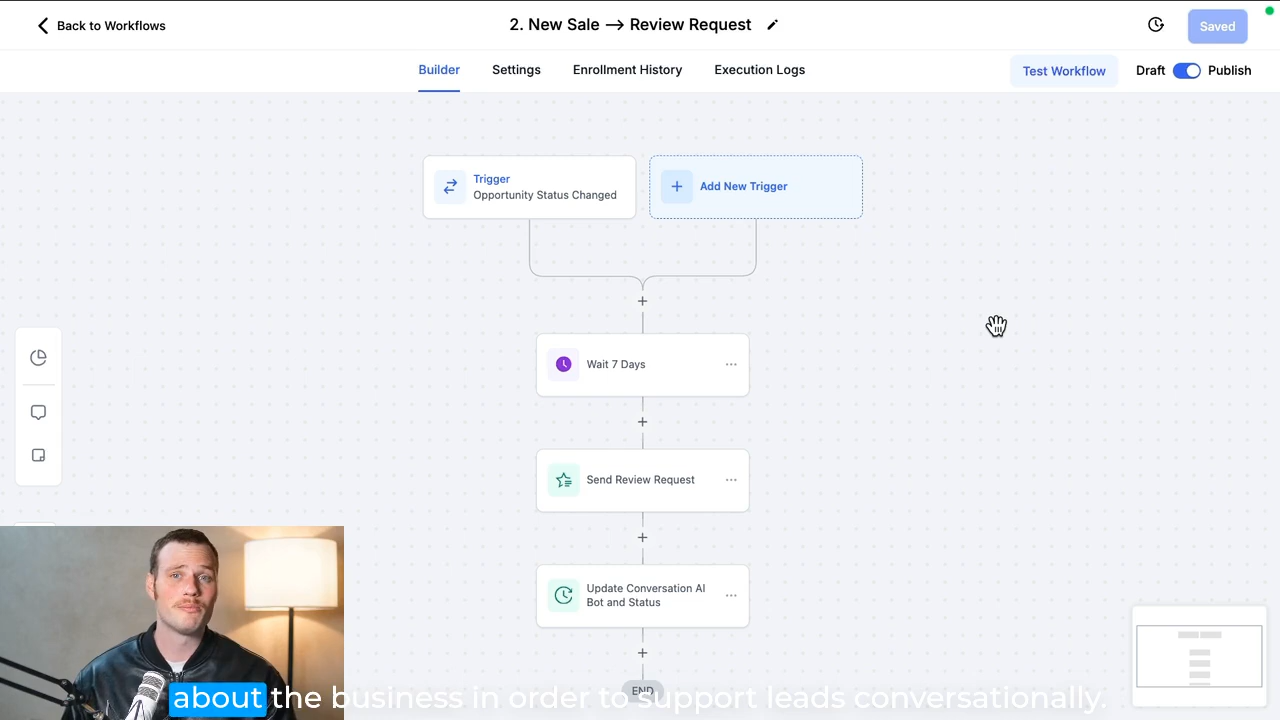 Back to Workflows
2. New Sale → Review Request
Saved
Builder
Settings
Enrollment History
Execution Logs
Test Workflow
Draft
Publish
Trigger
Opportunity Status Changed
Add New Trigger
Wait 7 Days
Send Review Request
Update Conversation AI
Bot and Status
END
about the business in order to support leads conversationally.